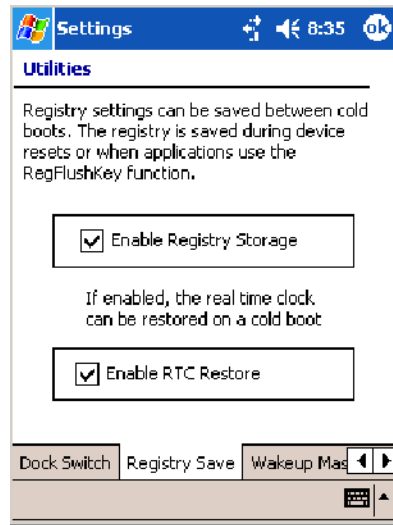 Settings 8:35 ok
Utilities
Registry settings can be saved between cold
boots. The registry is saved during device
resets or when applications use the
RegFlushKey function.
Enable Registry Storage
If enabled, the real time clock
can be restored on a cold boot
Enable RTC Restore
Dock Switch Registry Save Wakeup Mas